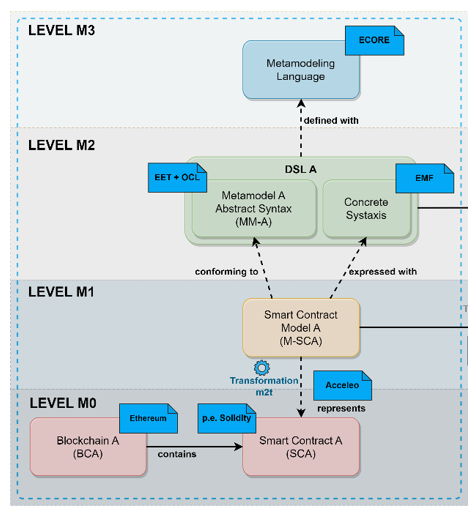 LEVEL M3
ECORE
Metamodeling
Language
defined with
LEVEL M2
DSL A
EET + OCL
EMF
Metamodel A
Abstract Syntax
(MM-A)
Concrete
Systaxis
conforming to
expressed with
LEVEL M1
Smart Contract
Model A
(M-SCA)
T
Transformation
m2t
Acceleo
represents
LEVEL M0
Ethereum
p.e. Solidity
Blockchain A
(BCA)
contains
Smart Contract A
(SCA)